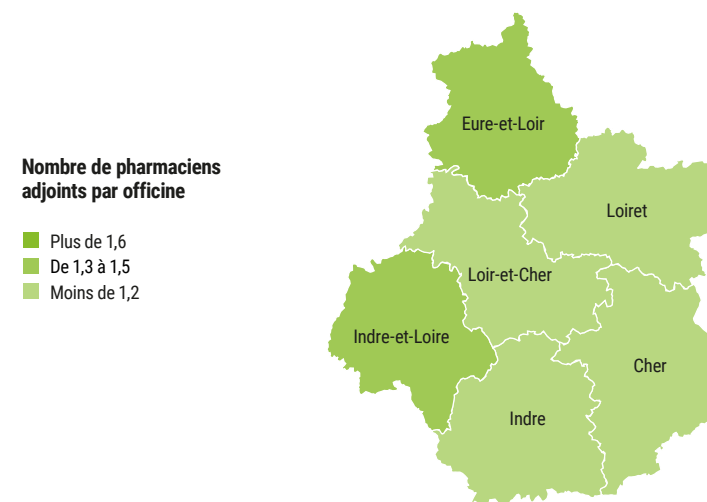 Nombre de pharmaciens
adjoints par officine
Plus de 1,6
De 1,3 à 1,5
Moins de 1,2
Eure-et-Loir
Loiret
Loir-et-Cher
Indre-et-Loire
Cher
Indre